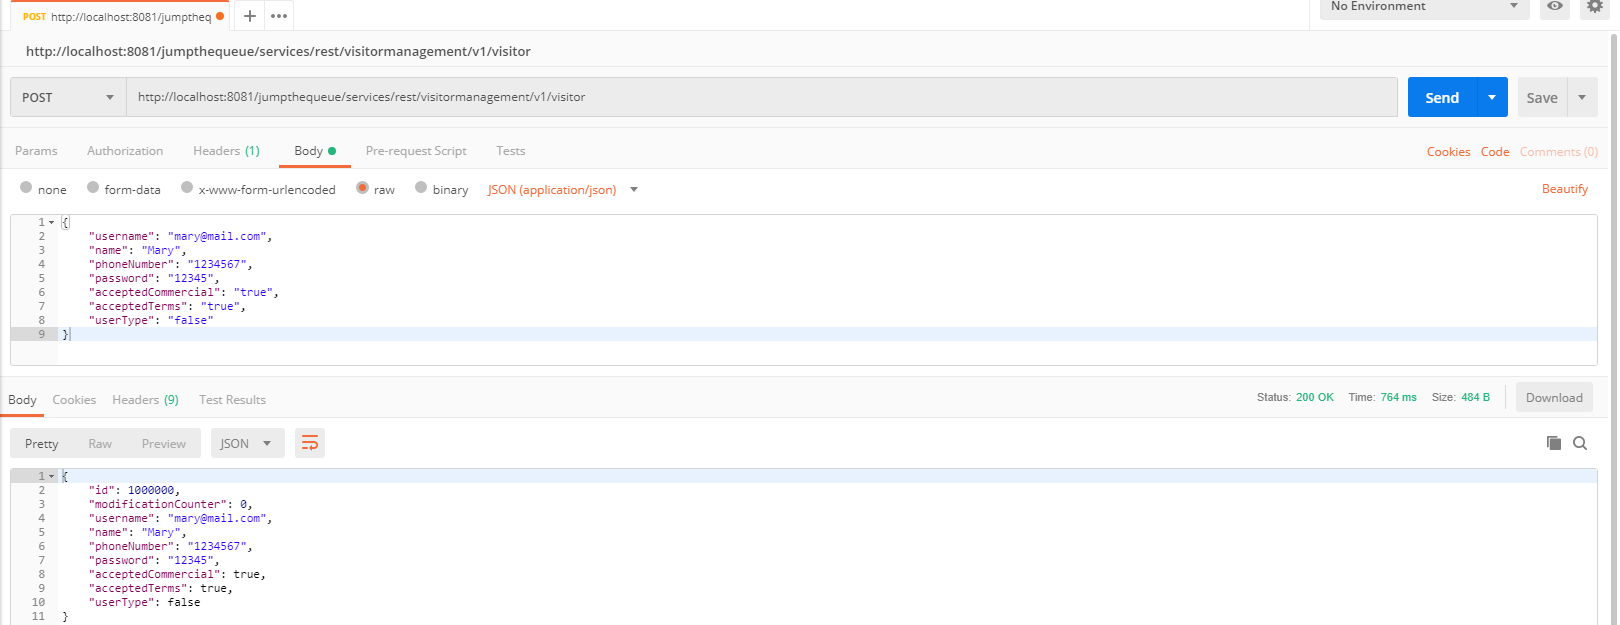 POST http://localhost:8081/jumptheq
No Environment
http://localhost:8081/jumpthequeue/services/rest/visitormanagement/v1/visitor
POST http://localhost:8081/jumpthequeue/services/rest/visitormanagement/v1/visitor Send Save
Params Authorization Headers (1) Body Pre-request Script Tests Cookies Code Comments (0)
none form-data x-www-form-urlencoded raw binary JSON (application/json) Beautify
1 {
2 "username": "mary@mail.com",
3 "name": "Mary",
4 "phoneNumber": "1234567",
5 "password": "12345",
6 "acceptedCommercial": "true",
7 "acceptedTerms": "true",
8 "userType": "false"
9 }
Body Cookies Headers (9) Test Results Status: 200 OK Time: 764 ms Size: 484 B Download
Pretty Raw Preview JSON
1 {
2 "id": 1000000,
3 "modificationCounter": 0,
4 "username": "mary@mail.com",
5 "name": "Mary",
6 "phoneNumber": "1234567",
7 "password": "12345",
8 "acceptedCommercial": true,
9 "acceptedTerms": true,
10 "userType": false
11 }